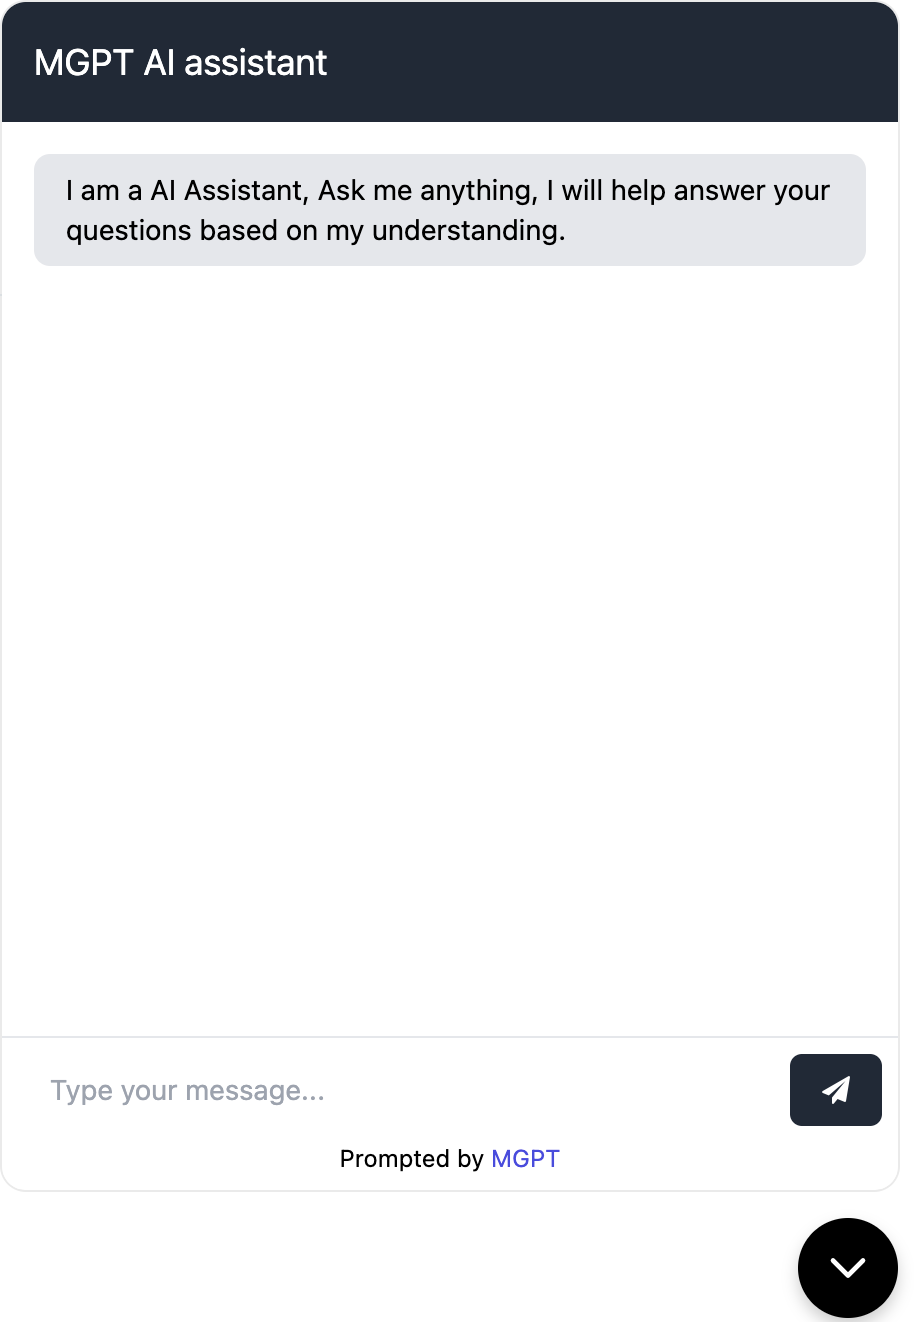 MGPT AI assistant
I am a AI Assistant, Ask me anything, I will help answer your
questions based on my understanding.
Type your message...
Prompted by MGPT